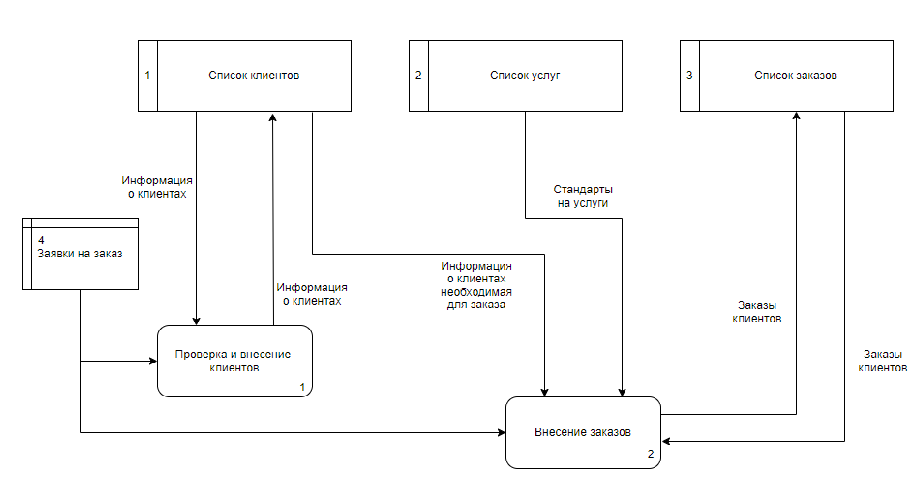 1
Список клиентов
2
Список услуг
3
Список заказов
Информация
о клиентах
Стандарты
на услуги
4
Заявки на заказ
Информация
о клиентах
необходимая
для заказа
Информация
о клиентах
Заказы
клиентов
Проверка и внесение
клиентов
1
Заказы
клиентов
Внесение заказов
2